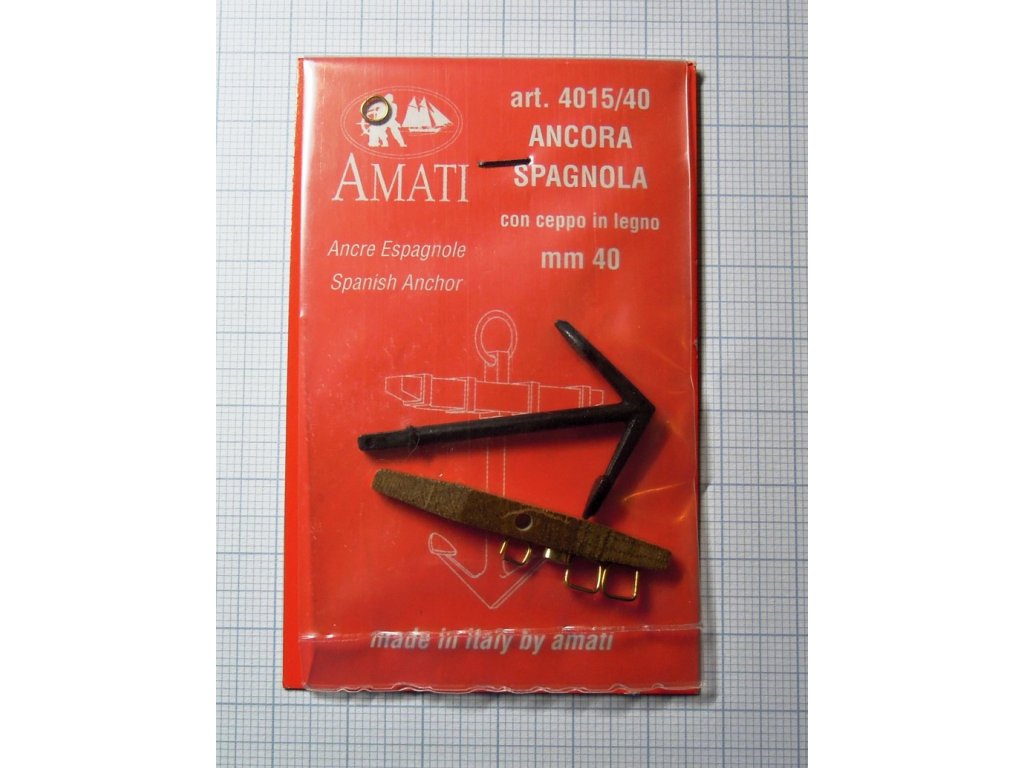 AMATI
art. 4015/40
ANCORA
SPAGNOLA
con ceppo in legno
mm 40
Ancre Espagnole
Spanish Anchor
made in italy by amati